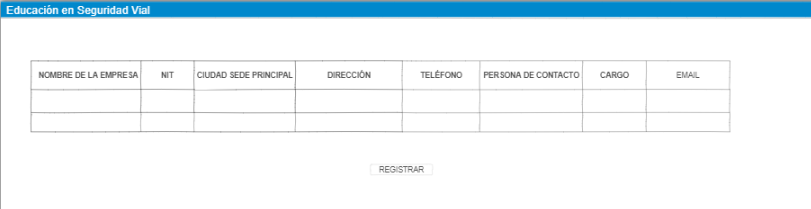 Educación en Seguridad Vial
NOMBRE DE LA EMPRESA NIT CIUDAD SEDE PRINCIPAL DIRECCIÓN TELÉFONO PERSONA DE CONTACTO CARGO EMAIL
REGISTRAR